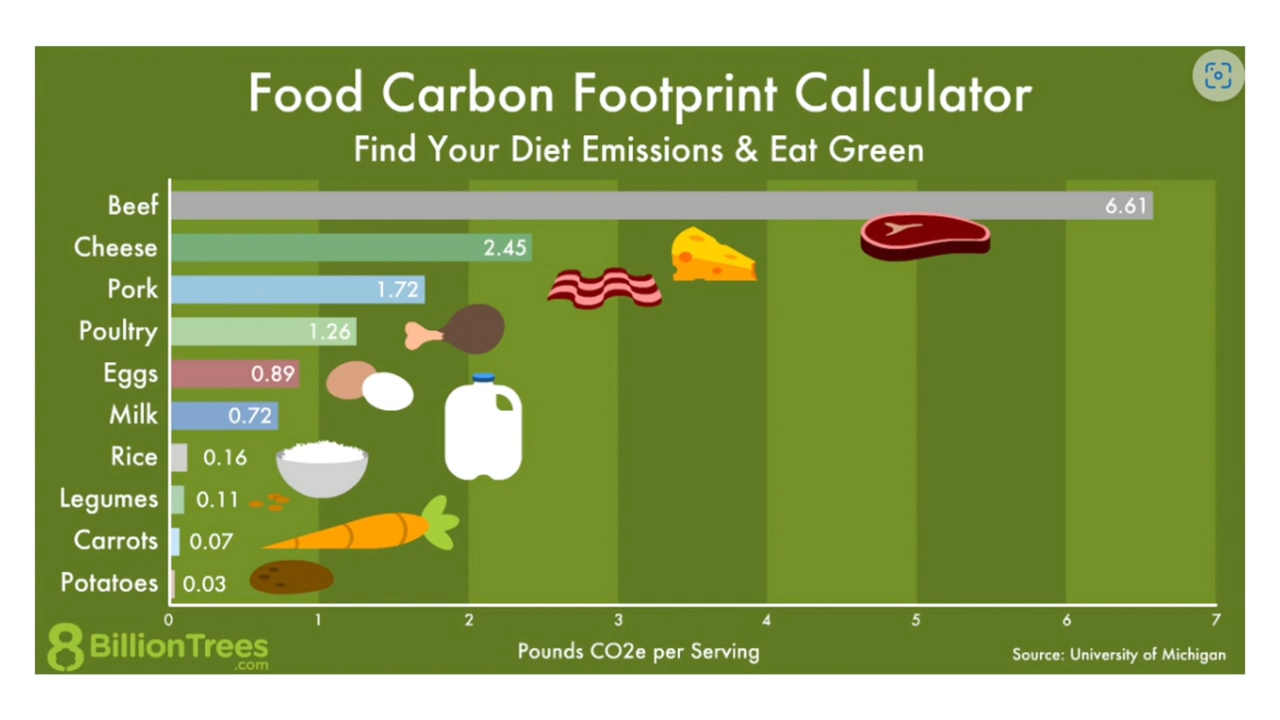 Food Carbon Footprint Calculator
Find Your Diet Emissions & Eat Green
Beef 6.61
Cheese 2.45
Pork 1.72
Poultry 1.26
Eggs 0.89
Milk 0.72
Rice 0.16
Legumes 0.11
Carrots 0.07
Potatoes 0.03
0 1 2 3 4 5 6 7
8 BillionTrees .com
Pounds CO2e per Serving
Source: University of Michigan